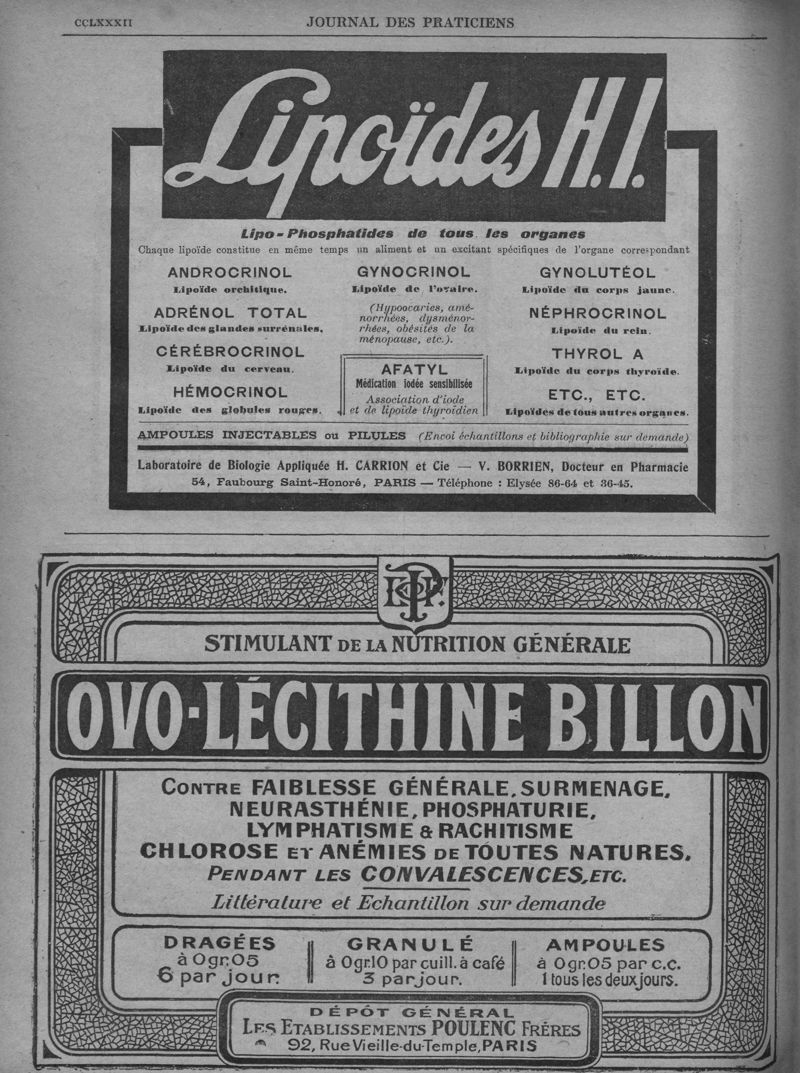 CCLXXXII
JOURNAL DES PRATICIENS
Lipoïdes H.I.
Lipo-Phosphatides de tous les organes
Chaque lipoïde constitue en même temps un aliment et un excitant spécifiques de l'organe correspondant
ANDROCRINOL
Lipoïde orchitique.
ADRÉNOL TOTAL
Lipoïde des glandes surrénales.
CÉRÉBROCRINOL
Lipoïde du cerveau.
HÉMOCRINOL
Lipoïde des globules rouges.
GYNOCRINOL
Lipoïde de l'ovaire.
(Hypoocaries, amé-
norrhées, dysménor-
rhées, obésités de la
ménopause, etc.).
AFATYL
Médication iodée sensibilisée
Association d'iode
et de lipoïde thyroïdien
GYNOLUTÉOL
Lipoïde du corps jaune.
NÉPHROCRINOL
Lipoïde du rein.
THYROL A
Lipoïde du corps thyroïde.
ETC., ETC.
Lipoïdes de tous autres organes.
AMPOULES INJECTABLES ou PILULES (Envoi échantillons et bibliographie sur demande)
Laboratoire de Biologie Appliquée H. CARRION et Cie — V. BORRIEN, Docteur en Pharmacie
54, Faubourg Saint-Honoré, PARIS — Téléphone : Elysée 86-64 et 36-45.
STIMULANT DE LA NUTRITION GÉNÉRALE
OVO-LÉCITHINE BILLON
CONTRE FAIBLESSE GÉNÉRALE, SURMENAGE,
NEURASTHÉNIE, PHOSPHATURIE,
LYMPHATISME & RACHITISME
CHLOROSE ET ANÉMIES DE TOUTES NATURES.
PENDANT LES CONVALESCENCES, ETC.
Littérature et Echantillon sur demande
DRAGÉES
à 0gr.05
6 par jour.
GRANULÉ
à 0gr.10 par cuill. à café
3 par jour.
AMPOULES
à 0gr.05 par c.c.
1 tous les deux jours.
DÉPÔT GÉNÉRAL
LES ETABLISSEMENTS POULENC FRÈRES
92, Rue Vieille-du-Temple, PARIS